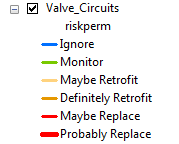 Valve_Circuits
riskperm
Ignore
Monitor
Maybe Retrofit
Definitely Retrofit
Maybe Replace
Probably Replace